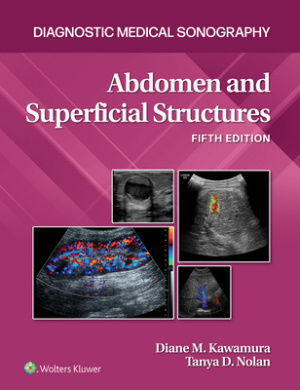 DIAGNOSTIC MEDICAL SONOGRAPHY
Abdomen and
Superficial Structures
FIFTH EDITION
Diane M. Kawamura
Tanya D. Nolan
Wolters Kluwer